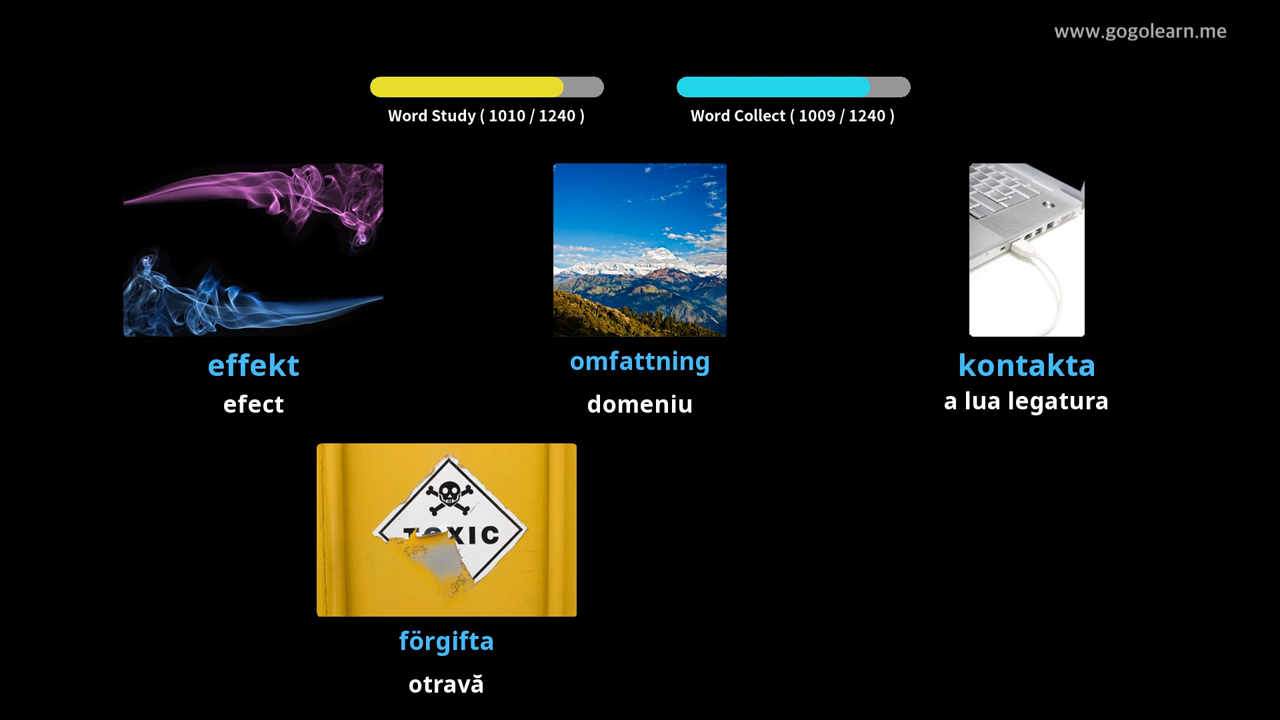 www.gogolearn.me
Word Study ( 1010 / 1240 )
Word Collect ( 1009 / 1240 )
effekt
efect
omfattning
domeniu
kontakta
a lua legatura
TOXIC
förgifta
otravă